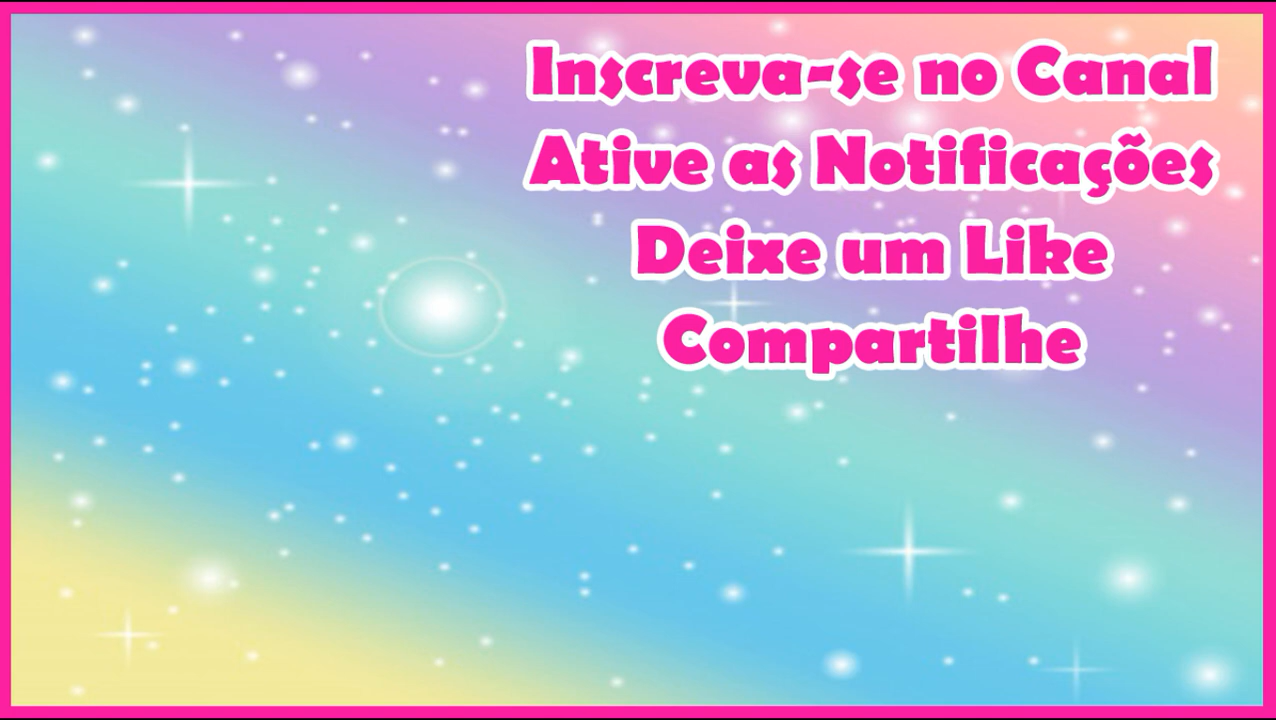 Inscreva-se no Canal
Ative as Notificações
Deixe um Like
Compartilhe